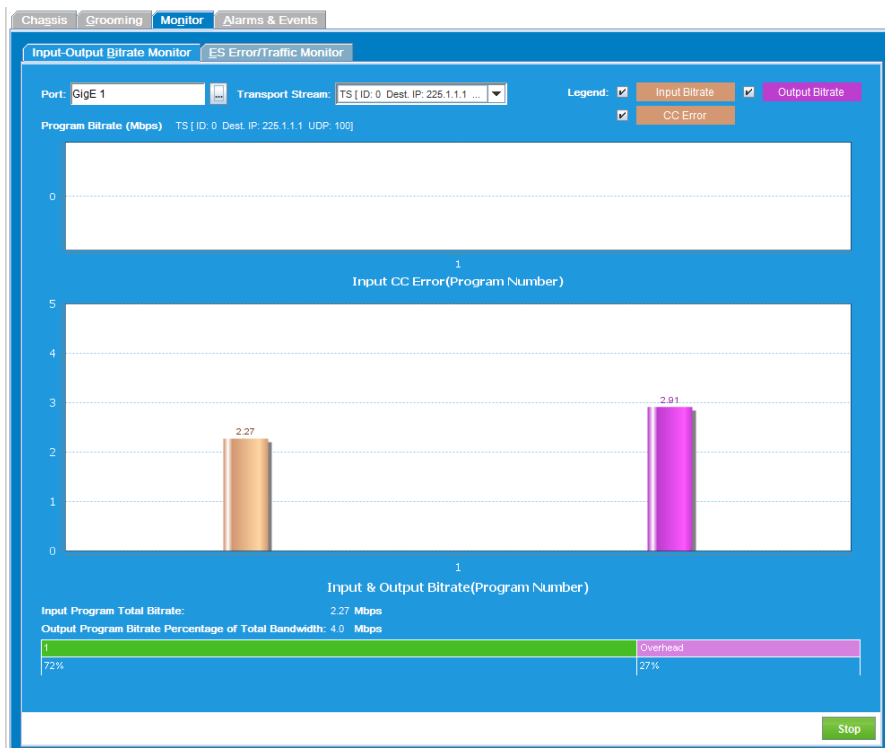 Chassis Grooming Monitor Alarms & Events
Input-Output Bitrate Monitor ES Error/Traffic Monitor
Port: GigE 1 ... Transport Stream: TS [ ID: 0 Dest. IP: 225.1.1.1 ... Legend: Input Bitrate Output Bitrate
CC Error
Program Bitrate (Mbps) TS [ ID: 0 Dest. IP: 225.1.1.1 UDP: 100]
0
1
Input CC Error(Program Number)
5
4
3
2.91
2.27
2
1
0
1
Input & Output Bitrate(Program Number)
Input Program Total Bitrate: 2.27 Mbps
Output Program Bitrate Percentage of Total Bandwidth: 4.0 Mbps
1 Overhead
72% 27%
Stop